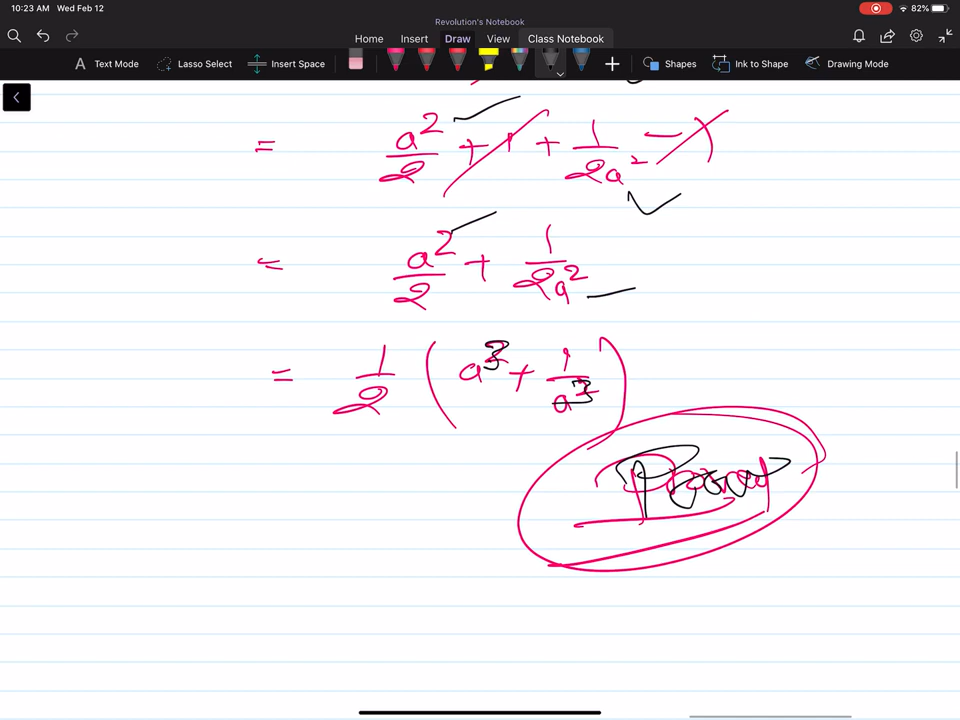 10:23 AM Wed Feb 12
82%
Revolution's Notebook
Home Insert Draw View Class Notebook
Text Mode Lasso Select Insert Space Shapes Ink to Shape Drawing Mode
= a²/2 + 1 + 1/2a² - 1
= a²/2 + 1/2a²
= 1/2 (a³ + 1/a³)
Proved